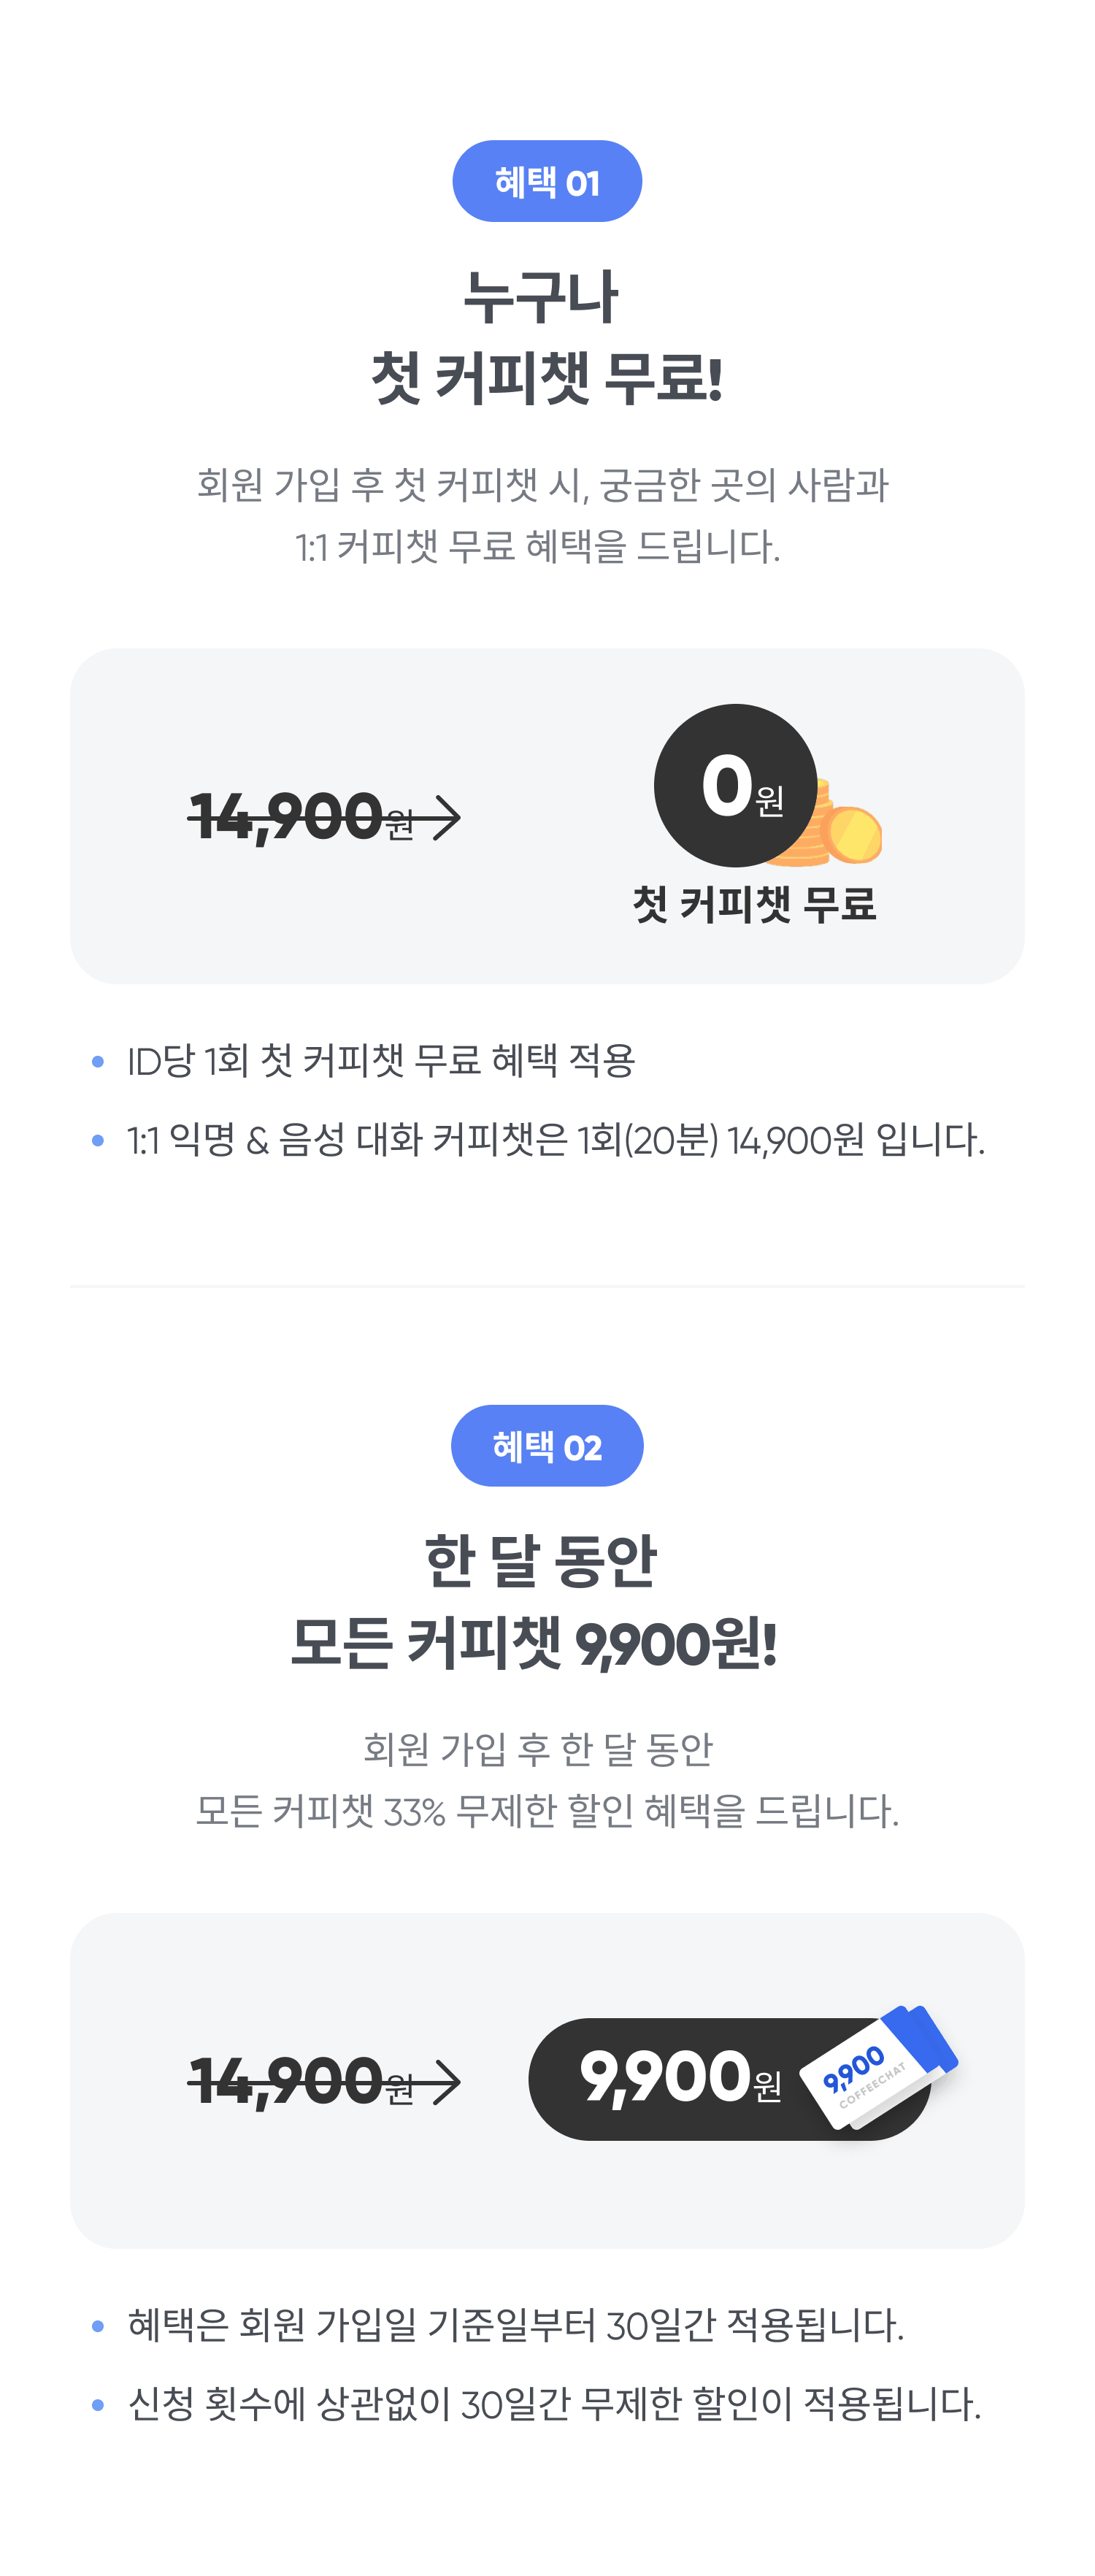 혜택 01
누구나
첫 커피챗 무료!
회원 가입 후 첫 커피챗 시, 궁금한 곳의 사람과
1:1 커피챗 무료 혜택을 드립니다.
14,900원
0원
첫 커피챗 무료
ID당 1회 첫 커피챗 무료 혜택 적용
1:1 익명 & 음성 대화 커피챗은 1회(20분) 14,900원 입니다.
혜택 02
한 달 동안
모든 커피챗 9,900원!
회원 가입 후 한 달 동안
모든 커피챗 33% 무제한 할인 혜택을 드립니다.
14,900원
9,900원
9,900
COFFEECHAT
혜택은 회원 가입일 기준일부터 30일간 적용됩니다.
신청 횟수에 상관없이 30일간 무제한 할인이 적용됩니다.